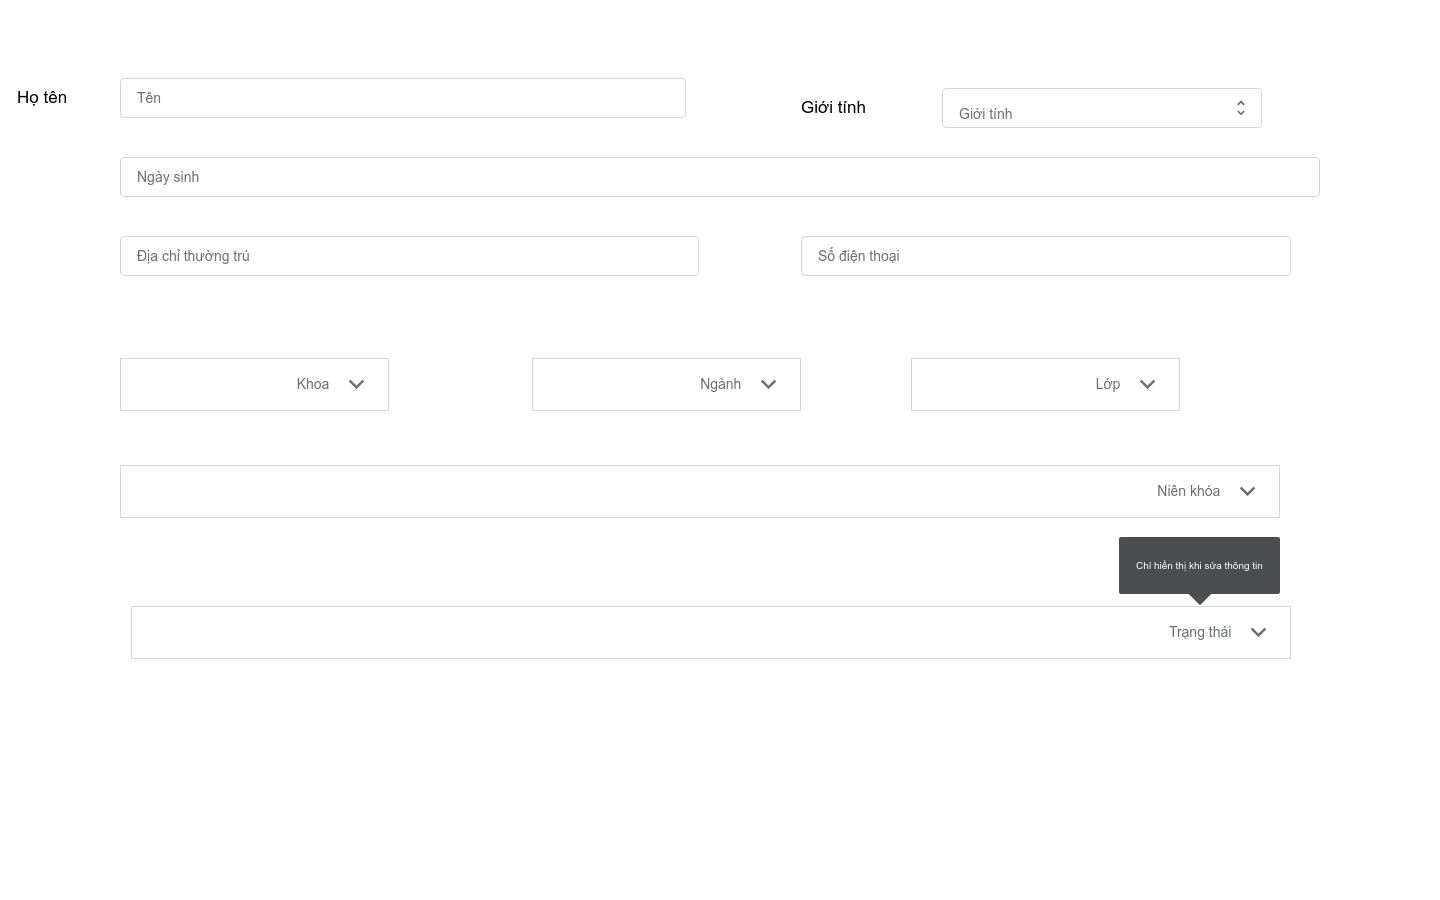 Họ tên
Tên
Giới tính
Giới tính
Ngày sinh
Địa chỉ thường trú
Số điện thoại
Khoa
Ngành
Lớp
Niên khóa
Chỉ hiển thị khi sửa thông tin
Trạng thái